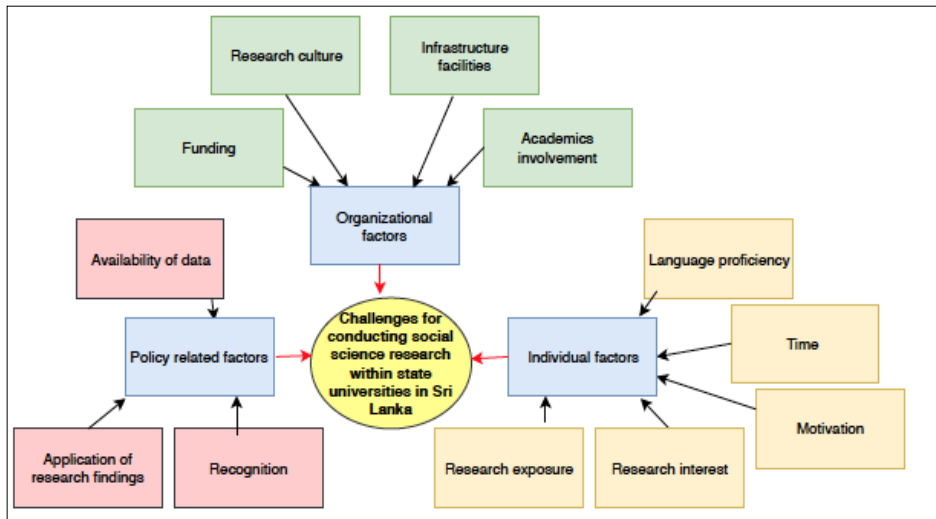 Research culture
Infrastructure
facilities
Funding
Academics
involvement
Organizational
factors
Availability of data
Language proficiency
Challenges for
conducting social
science research
within state
universities in Sri
Lanka
Policy related factors
Individual factors
Time
Application of
research findings
Recognition
Research exposure
Research interest
Motivation